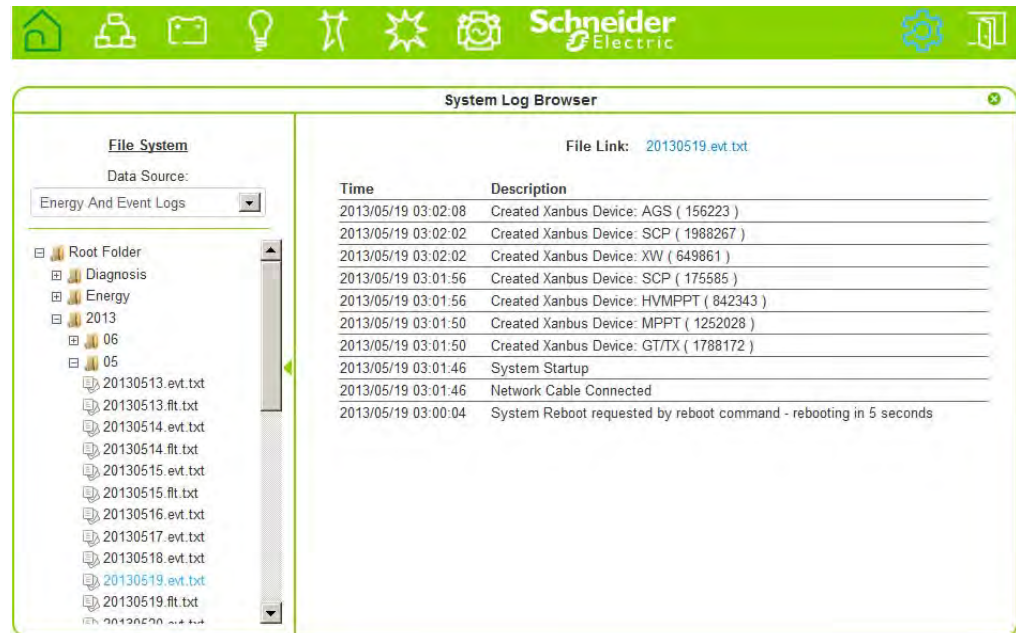 Schneider
Electric
System Log Browser
File System
Data Source:
Energy And Event Logs
Root Folder
Diagnosis
Energy
2013
06
05
20130513.evt.txt
20130513.flt.txt
20130514.evt.txt
20130514.flt.txt
20130515.evt.txt
20130515.flt.txt
20130516.evt.txt
20130517.evt.txt
20130518.evt.txt
20130519.evt.txt
20130519.flt.txt
File Link: 20130519.evt.txt
Time Description
2013/05/19 03:02:08 Created Xanbus Device: AGS ( 156223 )
2013/05/19 03:02:02 Created Xanbus Device: SCP ( 1988267 )
2013/05/19 03:02:02 Created Xanbus Device: XW ( 649861 )
2013/05/19 03:01:56 Created Xanbus Device: SCP ( 175585 )
2013/05/19 03:01:56 Created Xanbus Device: HVMPPT ( 842343 )
2013/05/19 03:01:50 Created Xanbus Device: MPPT ( 1252028 )
2013/05/19 03:01:50 Created Xanbus Device: GT/TX ( 1788172 )
2013/05/19 03:01:46 System Startup
2013/05/19 03:01:46 Network Cable Connected
2013/05/19 03:00:04 System Reboot requested by reboot command - rebooting in 5 seconds